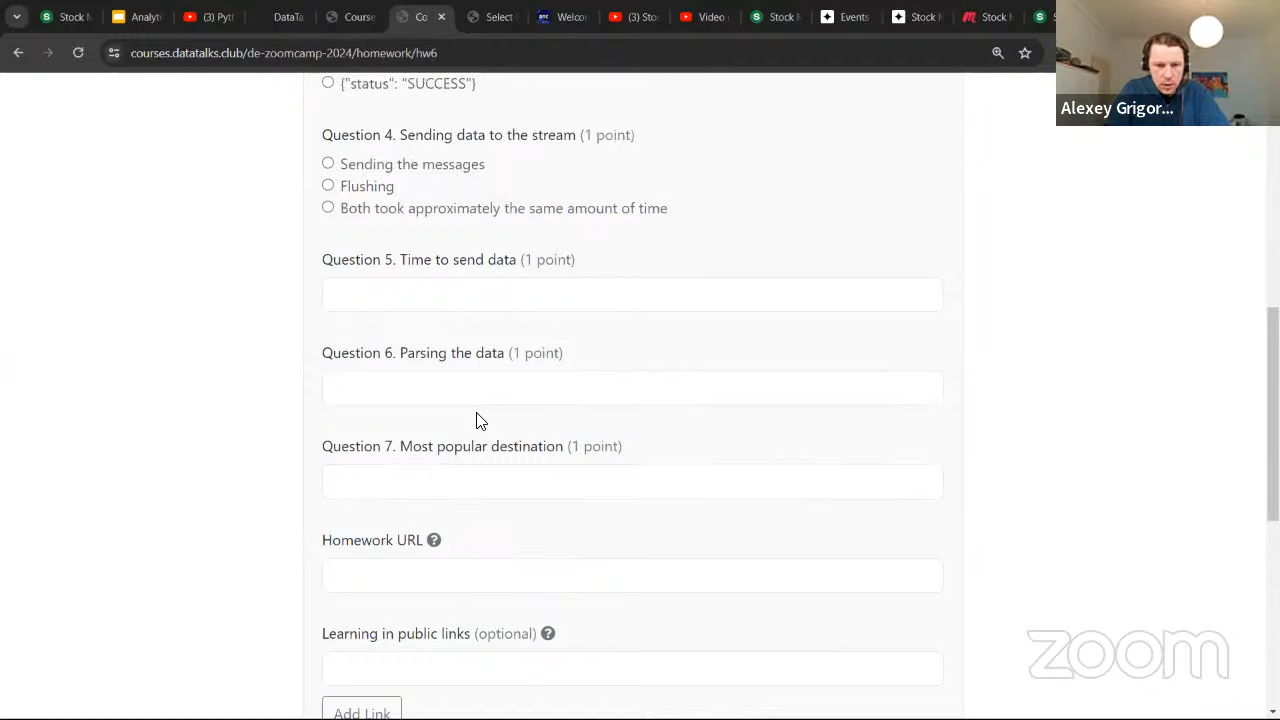 Stock M
Analyti
(3) Pyt
DataTa
Course
Co
Select
Welcor
(3) Sto
Video
Stock I
Events
Stock I
Stock I
S
courses.datatalks.club/de-zoomcamp-2024/homework/hw6
Alexey Grigor...
{"status": "SUCCESS"}
Question 4. Sending data to the stream (1 point)
Sending the messages
Flushing
Both took approximately the same amount of time
Question 5. Time to send data (1 point)
Question 6. Parsing the data (1 point)
Question 7. Most popular destination (1 point)
Homework URL
Learning in public links (optional)
Add Link
zoom